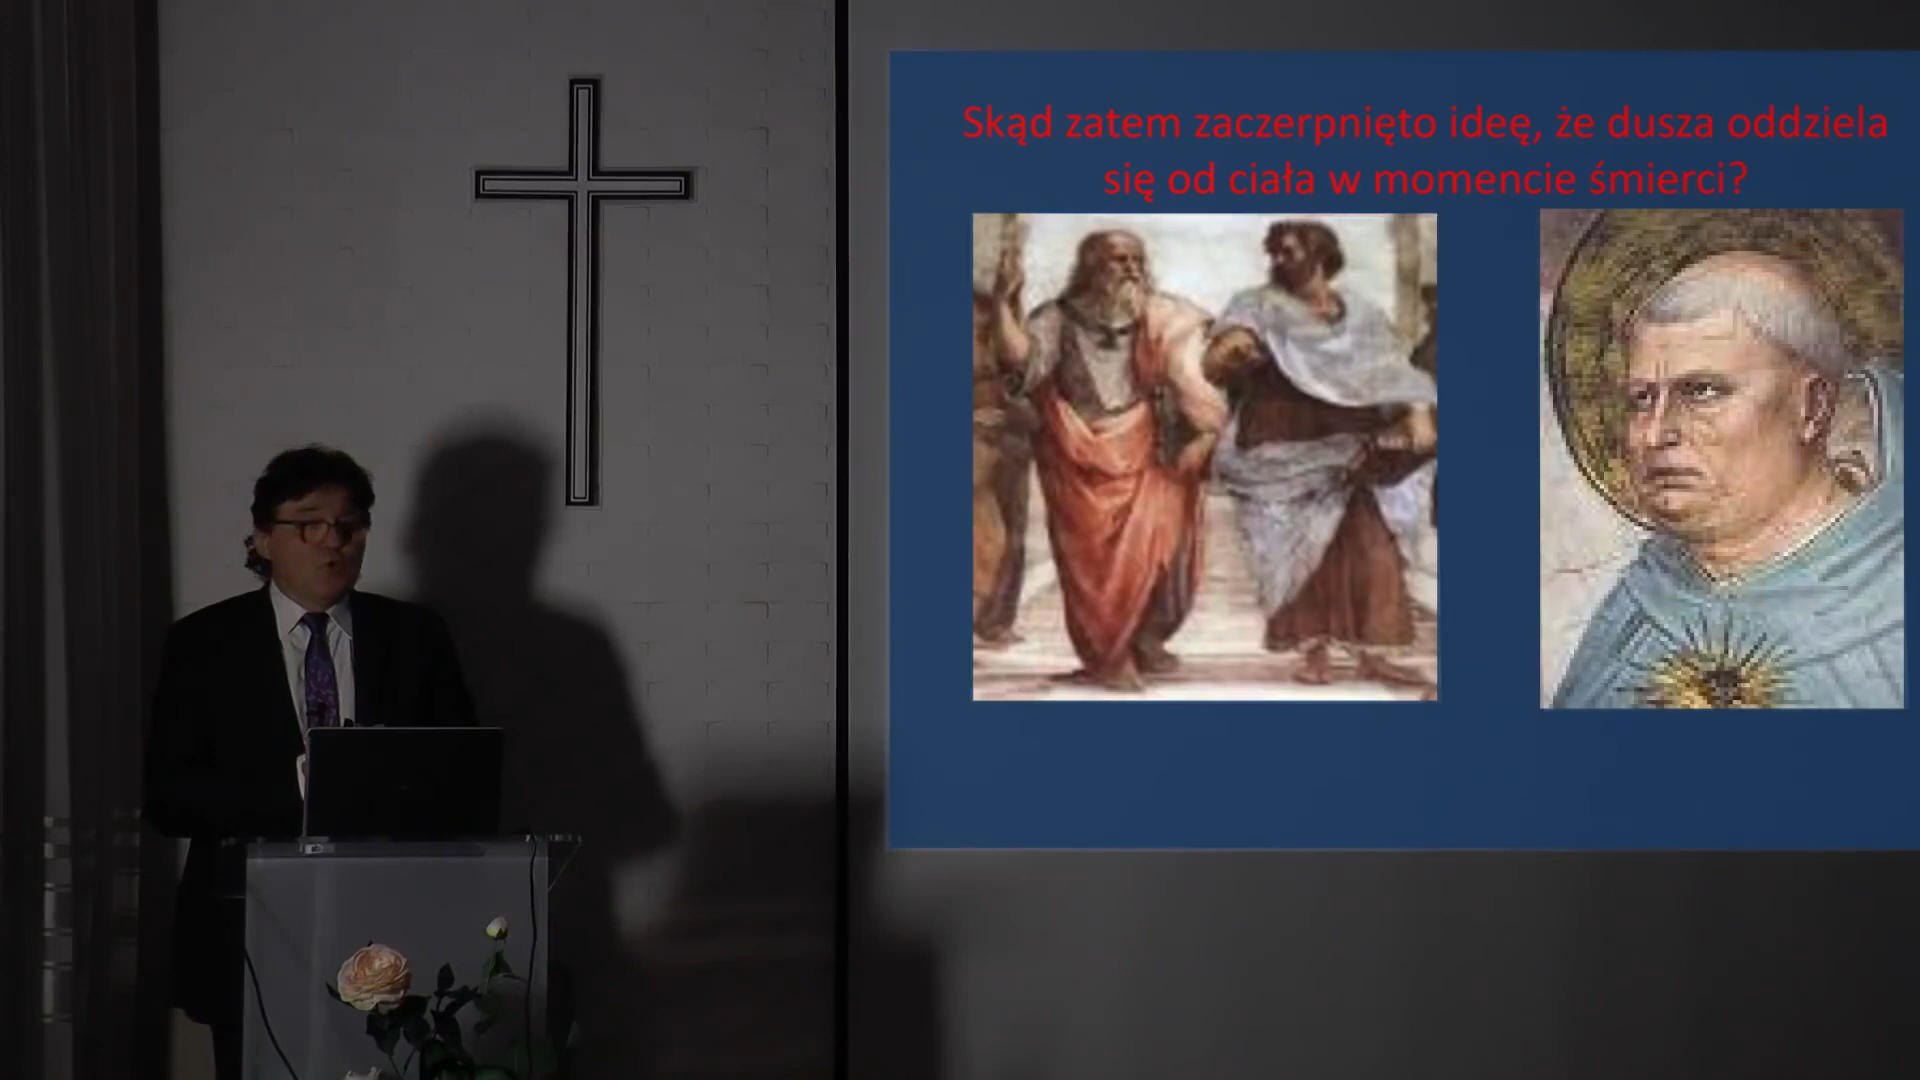 Skąd zatem zaczerpnięto ideę, że dusza oddziela
się od ciała w momencie śmierci?